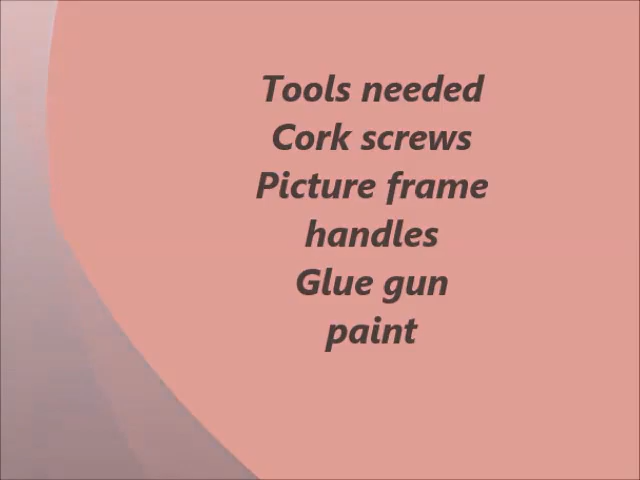 Tools needed
Cork screws
Picture frame
handles
Glue gun
paint